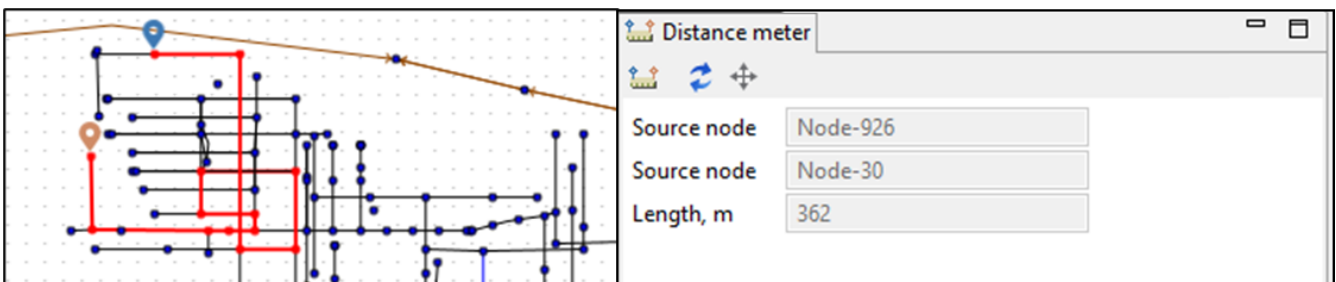 Distance meter
Source node Node-926
Source node Node-30
Length, m 362